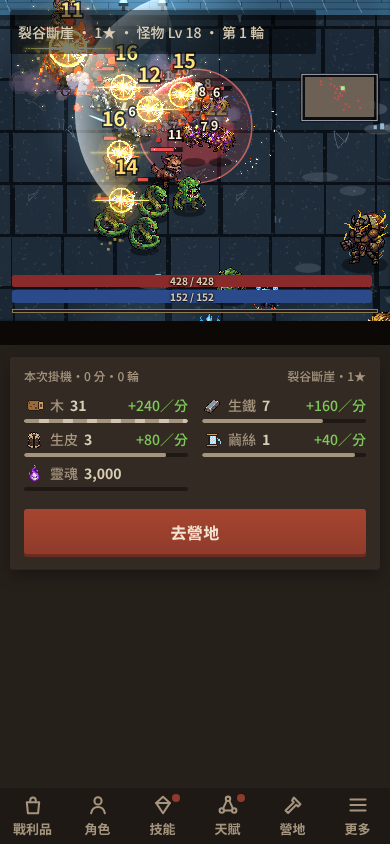 11
裂谷斷崖 · 1★ · 怪物 Lv 18 · 第 1 輪
16
12
15
8 6
16
6
7 9
11
14
428 / 428
152 / 152
本次掛機·0 分·0 輪
裂谷斷崖·1★
木 31 +240／分
生鐵 7 +160／分
生皮 3 +80／分
繭絲 1 +40／分
靈魂 3,000
去營地
戰利品 角色 技能 天賦 營地 更多